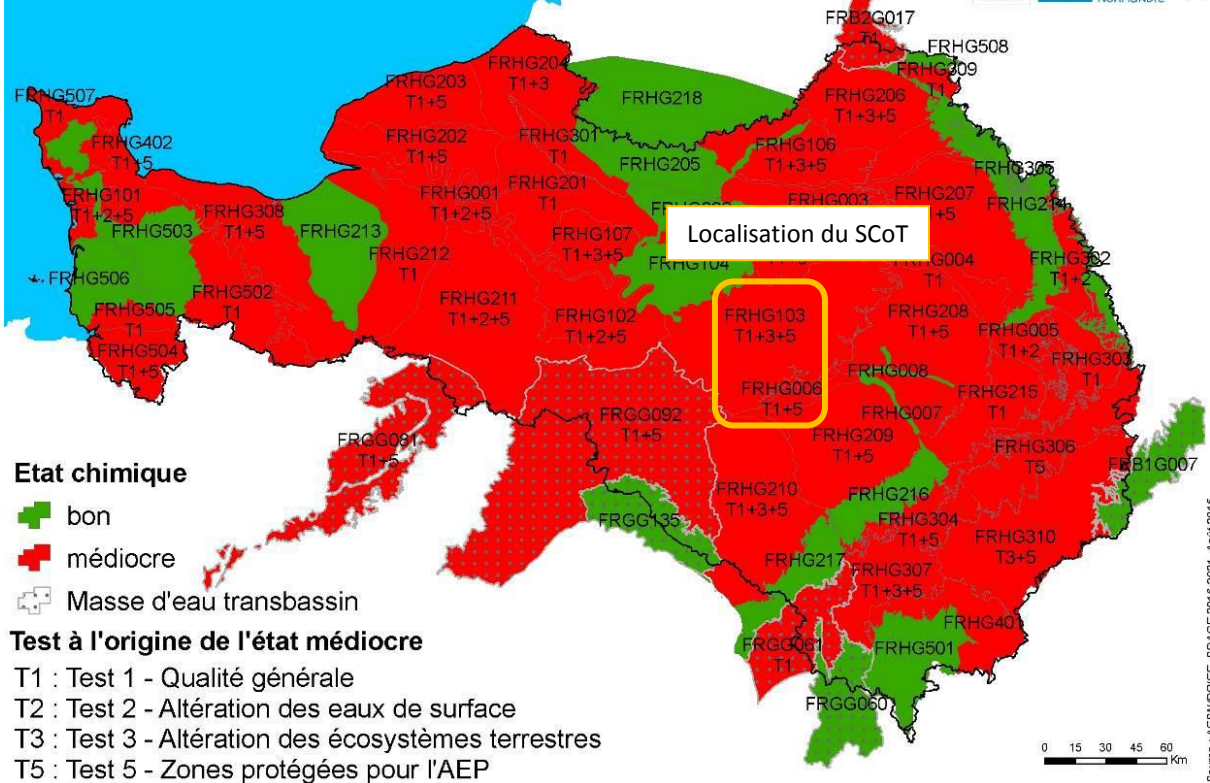 NORMANDIE
FRB2G017
T1
FRHG508
FRHG309
T1
FRHG204
T1+3
FRHG203
T1+5
FRHG218
FRHG206
T1+3+5
FRHG507
T1
FRHG402
T1+5
FRHG202
T1+5
FRHG301
T1
FRHG106
T1+3+5
FRHG205
FRHG305
FRHG101
T1+2+5
FRHG001
T1+2+5
FRHG201
T1
FRHG003
FRHG207
+5
FRHG214
FRHG503
FRHG308
T1+5
FRHG213
FRHG107
T1+3+5
Localisation du SCoT
FRHG212
T1
FRHG104
FRHG004
T1
FRHG302
T1+2
FRHG506
FRHG505
T1
FRHG502
T1
FRHG211
T1+2+5
FRHG102
T1+2+5
FRHG103
T1+3+5
FRHG208
T1+5
FRHG005
T1+2
FRHG504
T1+5
FRHG303
T1
FRHG006
T1+5
FRHG008
FRHG215
T1
FRGG092
T1+5
FRHG007
FRGG081
T1+5
FRHG209
T1+5
FRHG306
T5
FRB1G007
Etat chimique
bon
médiocre
Masse d'eau transbassin
FRHG210
T1+3+5
FRHG216
FRGG135
FRHG304
T1+5
FRHG310
T3+5
FRHG217
FRHG307
T1+3+5
FRHG401
FRGG061
T1
FRHG501
FRGG060
Test à l'origine de l'état médiocre
T1 : Test 1 - Qualité générale
T2 : Test 2 - Altération des eaux de surface
T3 : Test 3 - Altération des écosystèmes terrestres
T5 : Test 5 - Zones protégées pour l'AEP
0 15 30 45 60
Km